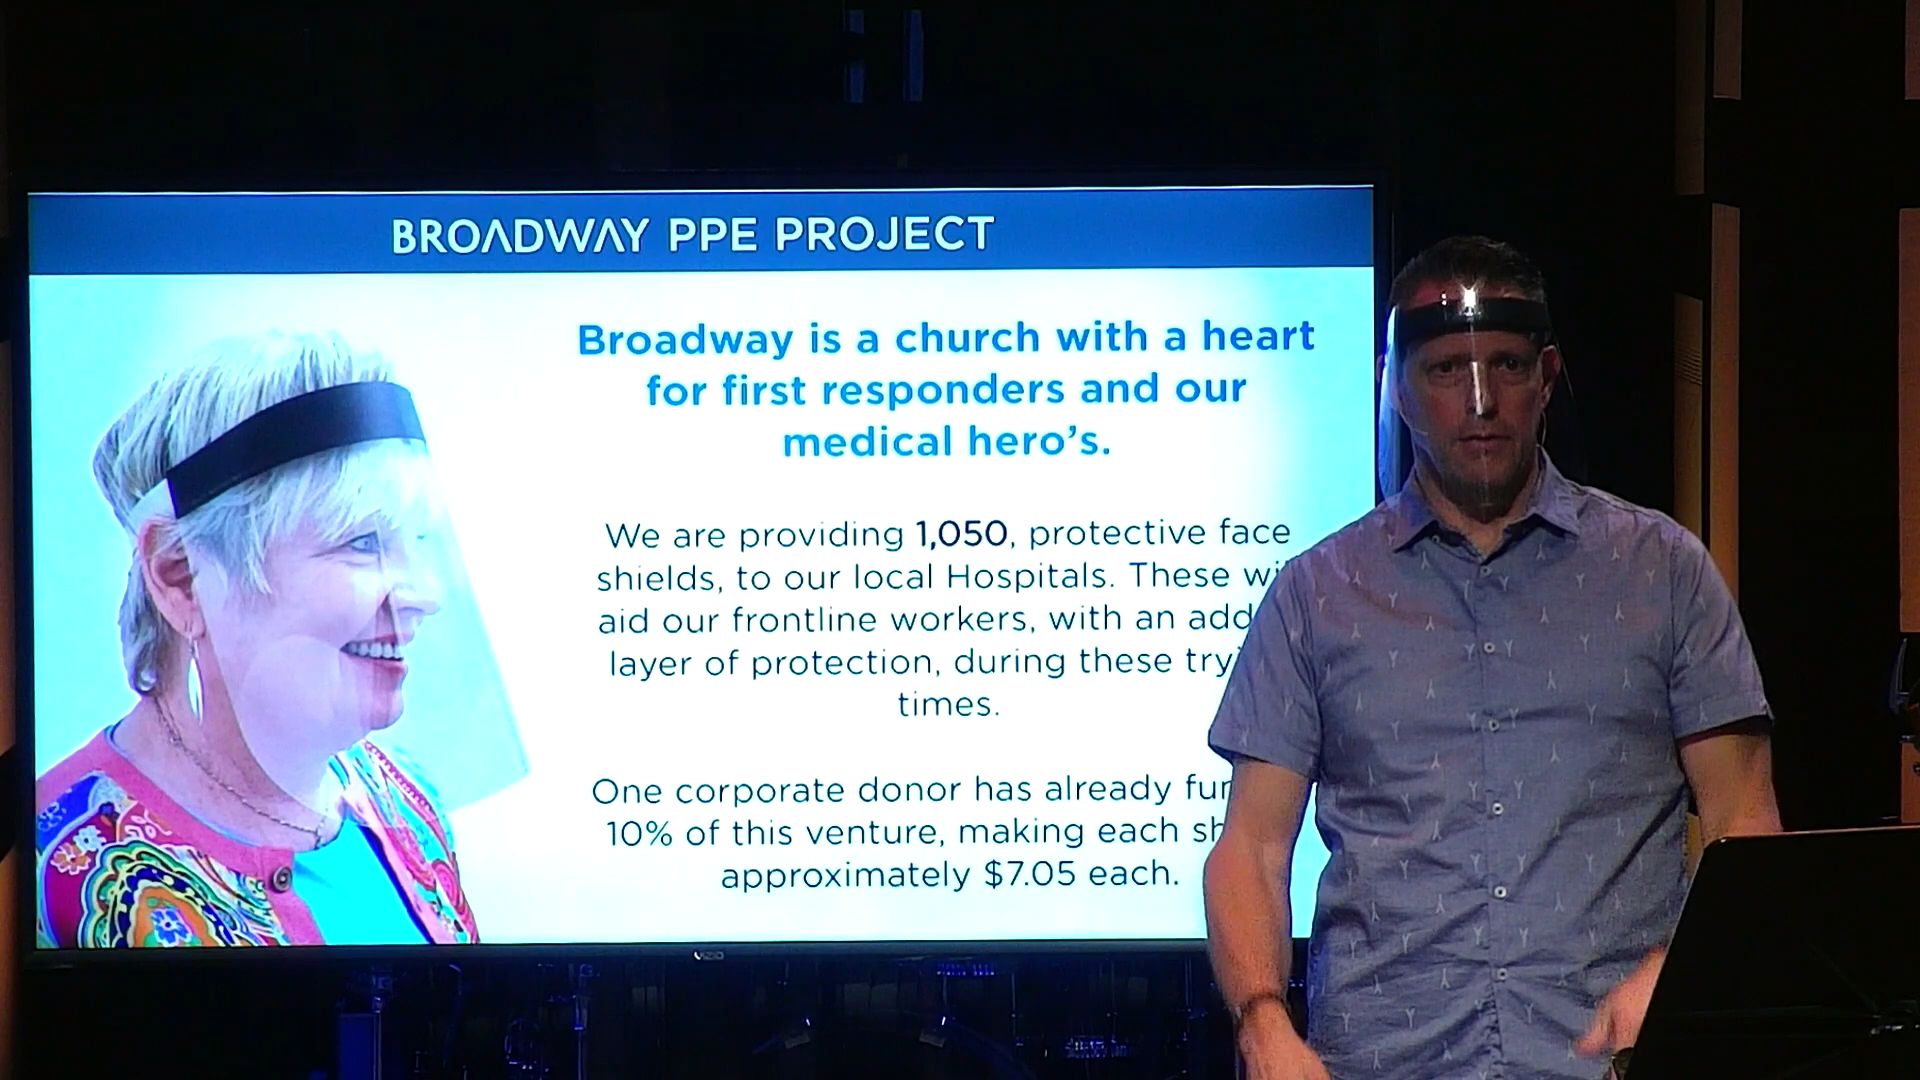 BROADWAY PPE PROJECT
Broadway is a church with a heart
for first responders and our
medical hero's.
We are providing 1,050, protective face
shields, to our local Hospitals. These
aid our frontline workers, with an
layer of protection, during these
times.
One corporate donor has already
10% of this venture, making each
approximately $7.05 each.
VIZIO